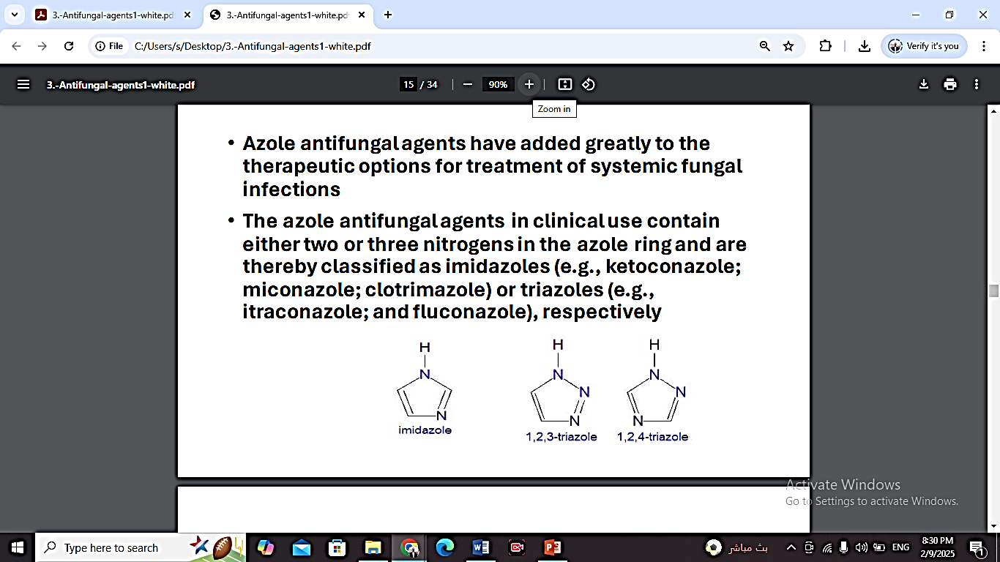 3.-Antifungal-agents1-white.pd
3.-Antifungal-agents1-white.pd
File
C:/Users/s/Desktop/3.-Antifungal-agents1-white.pdf
Verify it's you
3.-Antifungal-agents1-white.pdf
15 / 34
90%
Zoom in
• Azole antifungal agents have added greatly to the
therapeutic options for treatment of systemic fungal
infections
• The azole antifungal agents in clinical use contain
either two or three nitrogens in the azole ring and are
thereby classified as imidazoles (e.g., ketoconazole;
miconazole; clotrimazole) or triazoles (e.g.,
itraconazole; and fluconazole), respectively
H
N
N
imidazole
H
N
N
N
1,2,3-triazole
H
N
N
N
1,2,4-triazole
Activate Windows
Go to Settings to activate Windows.
Type here to search
بث مباشر
ENG
8:30 PM
2/9/2025
1